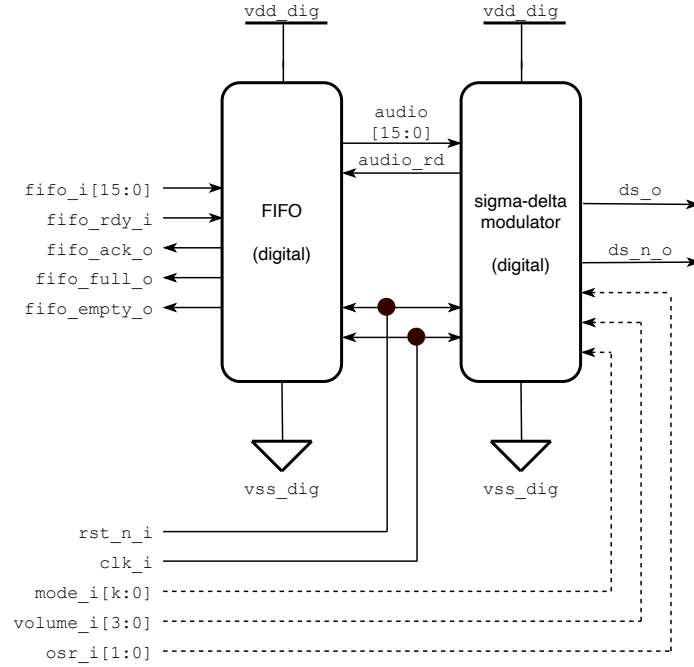 vdd_dig
vdd_dig
audio
[15:0]
audio_rd
fifo_i[15:0]
fifo_rdy_i
fifo_ack_o
fifo_full_o
fifo_empty_o
FIFO
(digital)
sigma-delta
modulator
(digital)
ds_o
ds_n_o
vss_dig
vss_dig
rst_n_i
clk_i
mode_i[k:0]
volume_i[3:0]
osr_i[1:0]